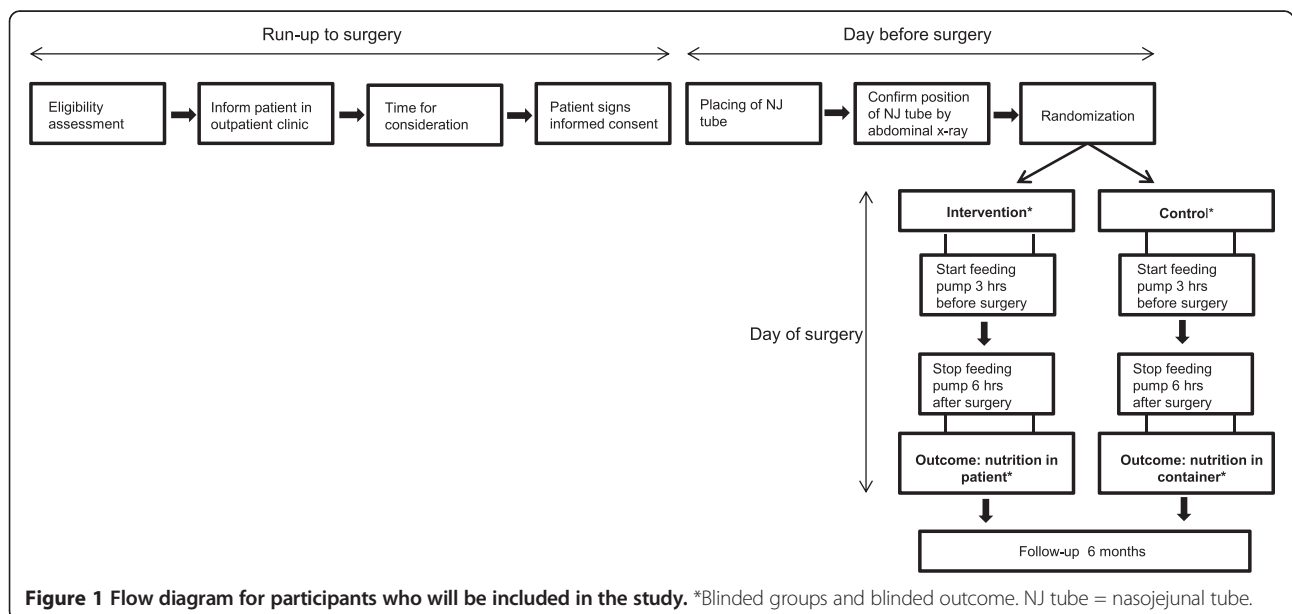 Run-up to surgery
Day before surgery
Eligibility
assessment
Inform patient in
outpatient clinic
Time for
consideration
Patient signs
informed consent
Placing of NJ
tube
Confirm position
of NJ tube by
abdominal x-ray
Randomization
Day of surgery
Intervention*
Start feeding
pump 3 hrs
before surgery
Stop feeding
pump 6 hrs
after surgery
Outcome: nutrition in
patient*
Control*
Start feeding
pump 3 hrs
before surgery
Stop feeding
pump 6 hrs
after surgery
Outcome: nutrition in
container*
Follow-up 6 months
Figure 1 Flow diagram for participants who will be included in the study. *Blinded groups and blinded outcome. NJ tube = nasojejunal tube.